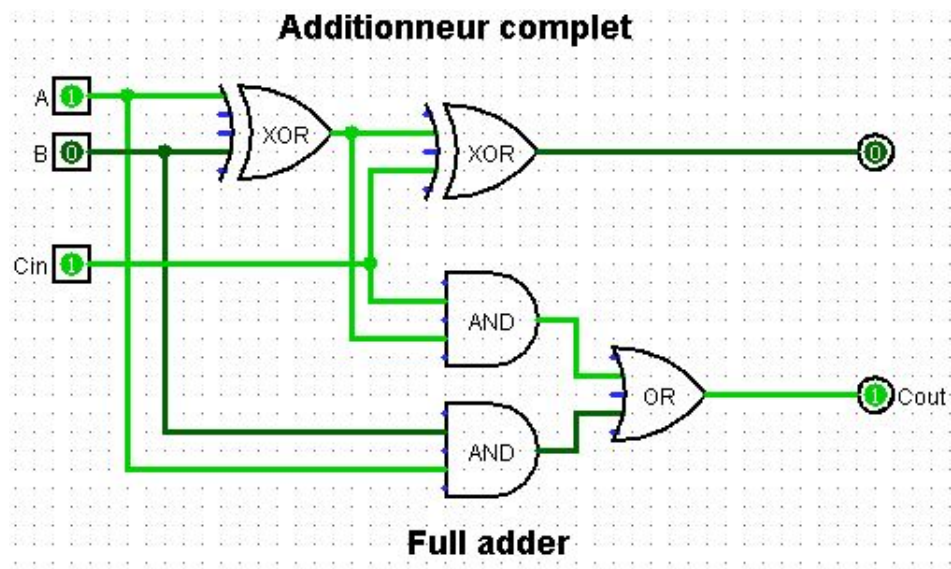 Additionneur complet
A 1
XOR
XOR
B 0
0
Cin 1
AND
OR
1 Cout
AND
Full adder